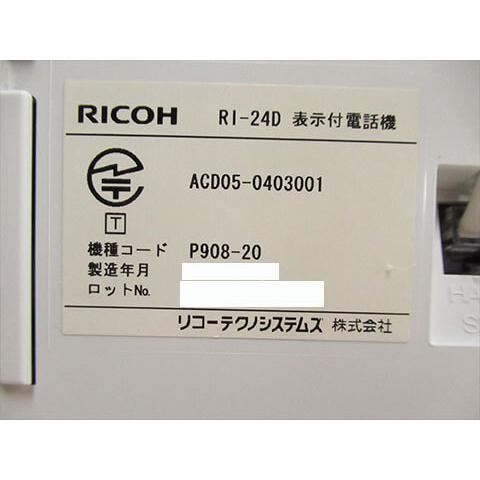 RICOH RI-24D 表示付電話機
ACD05-0403001
T
機種コード P908-20
製造年月
ロットNo.
リコーテクノシステムズ 株式会社